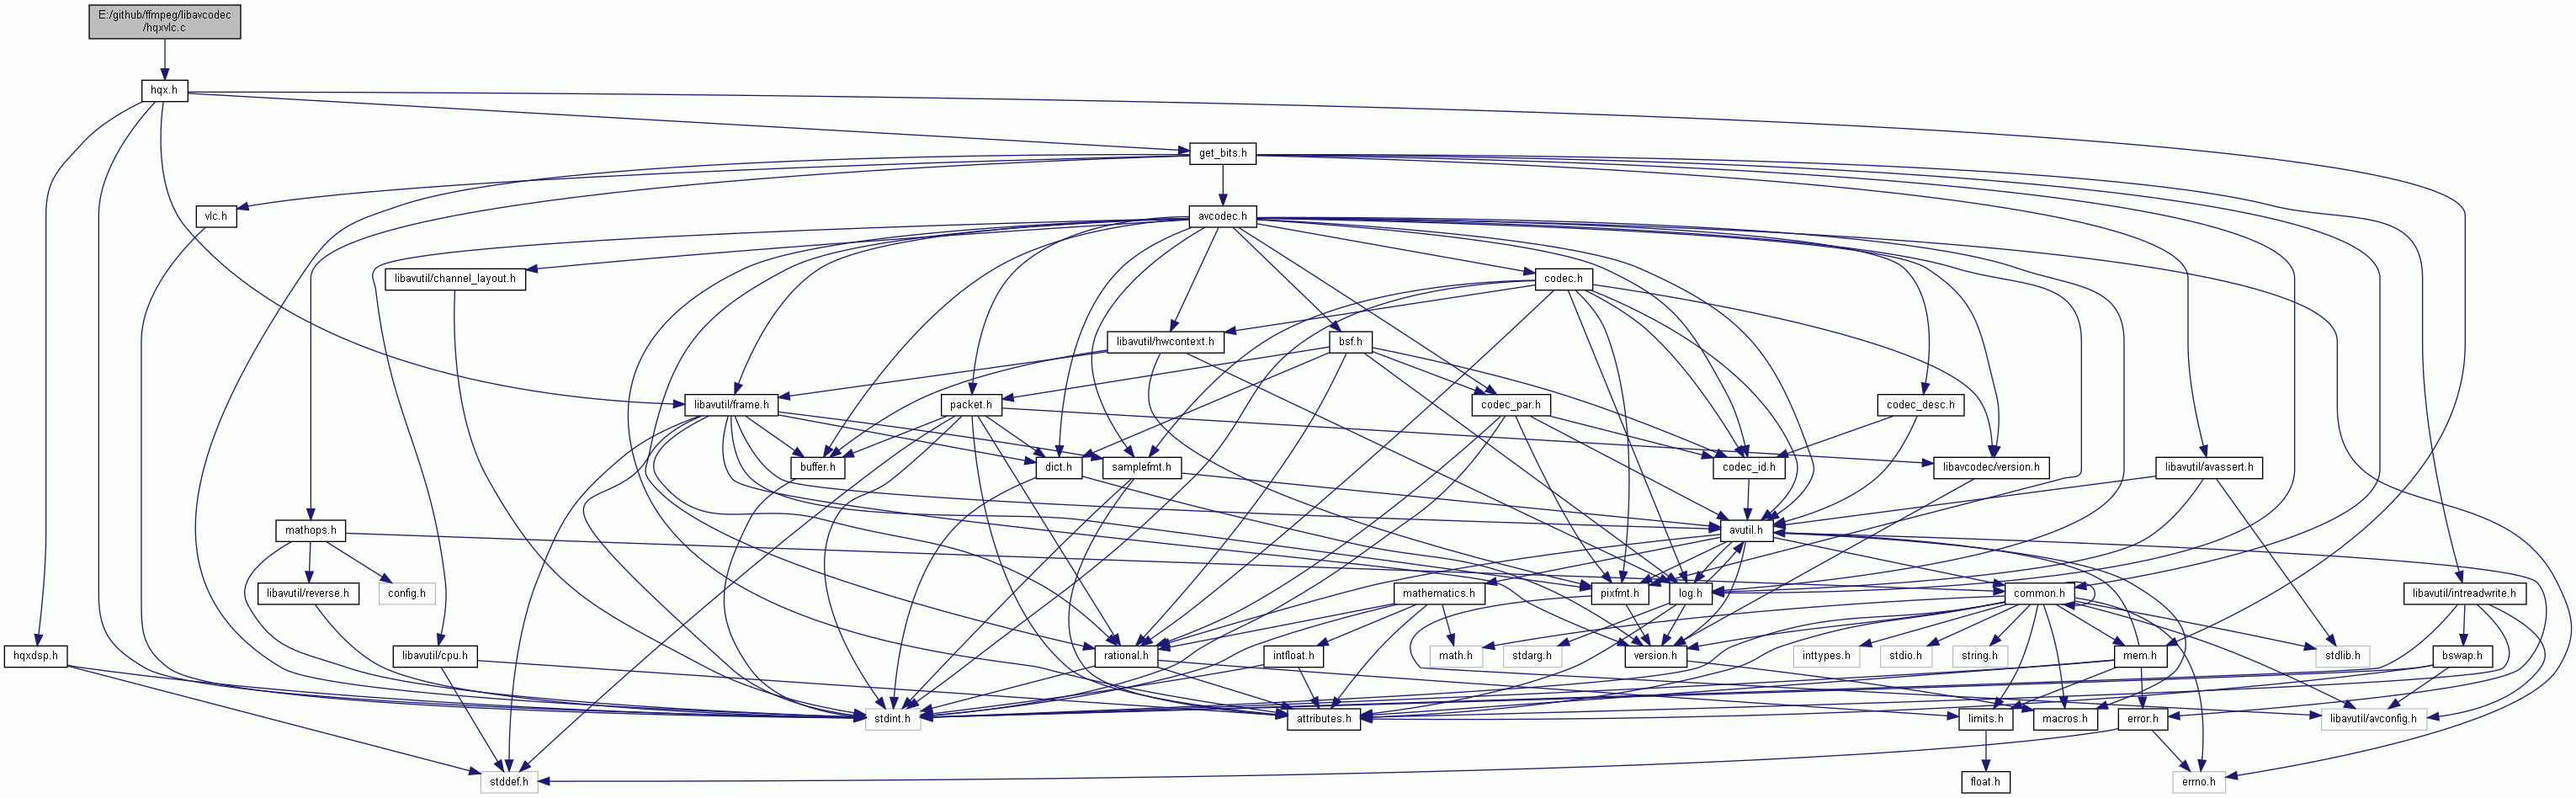 E:/github/ffmpeg/libavcodec
/hqxvlc.c
hqx.h
get_bits.h
vlc.h
avcodec.h
libavutil/channel_layout.h
codec.h
libavutil/hwcontext.h
bsf.h
libavutil/frame.h
packet.h
codec_par.h
codec_desc.h
buffer.h
dict.h
samplefmt.h
codec_id.h
libavcodec/version.h
libavutil/avassert.h
mathops.h
avutil.h
libavutil/reverse.h
config.h
mathematics.h
pixfmt.h
log.h
common.h
libavutil/intreadwrite.h
hqxdsp.h
libavutil/cpu.h
rational.h
intfloat.h
math.h
stdarg.h
version.h
inttypes.h
stdio.h
string.h
mem.h
stdlib.h
bswap.h
stdint.h
attributes.h
limits.h
macros.h
error.h
libavutil/avconfig.h
stddef.h
float.h
errno.h